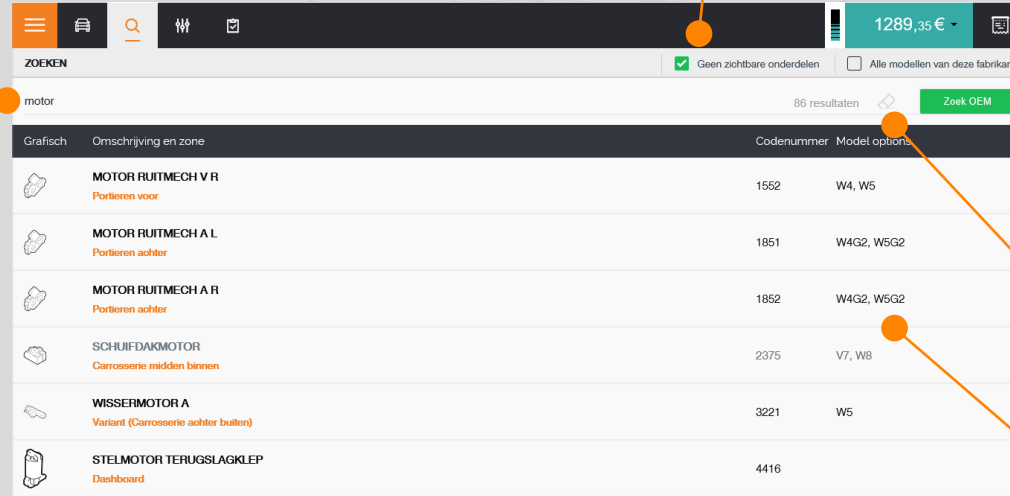 1289,35 €
ZOEKEN
Geen zichtbare onderdelen
Alle modellen van deze fabrikan
motor
86 resultaten
Zoek OEM
Grafisch Omschrijving en zone Codenummer Model options
MOTOR RUITMECH V R
Portieren voor
1552 W4, W5
MOTOR RUITMECH A L
Portieren achter
1851 W4G2, W5G2
MOTOR RUITMECH A R
Portieren achter
1852 W4G2, W5G2
SCHUIFDAKMOTOR
Carrosserie midden binnen
2375 V7, W8
WISSERMOTOR A
Variant (Carrosserie achter buiten)
3221 W5
STELMOTOR TERUGSLAGKLEP
Dashboard
4416